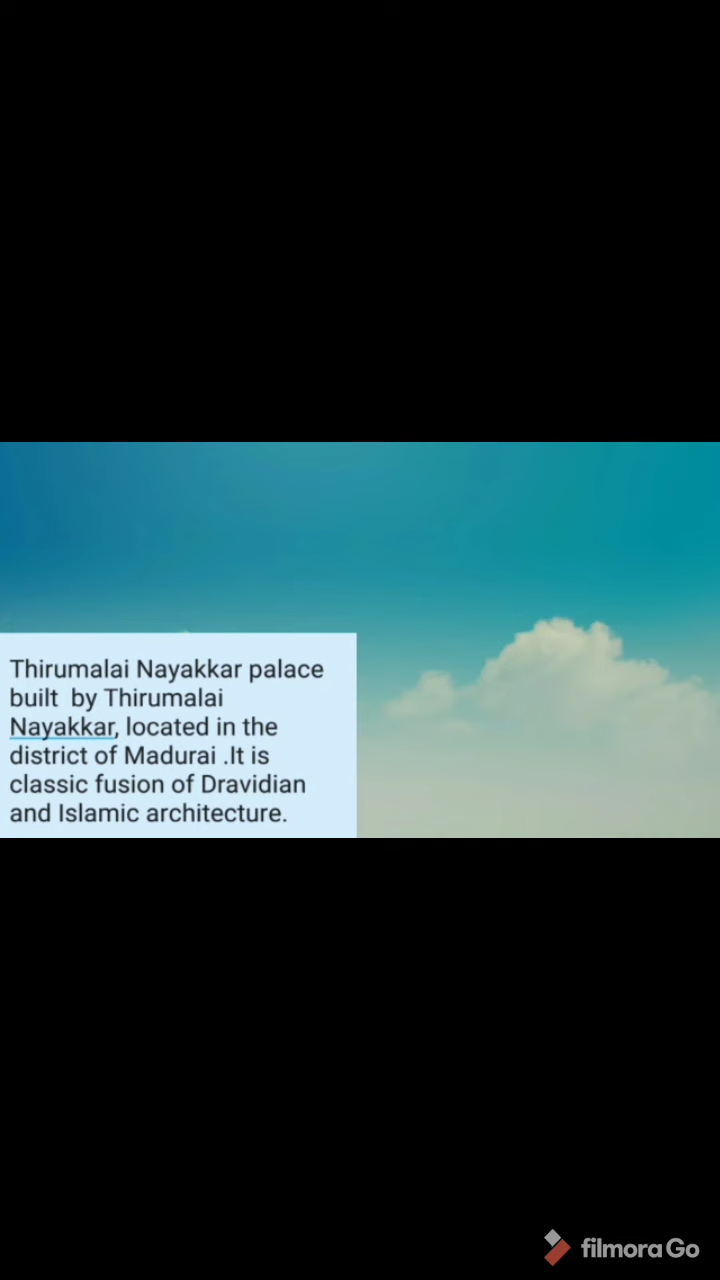 Thirumalai Nayakkar palace
built  by Thirumalai
Nayakkar, located in the
district of Madurai .It is
classic fusion of Dravidian
and Islamic architecture.
filmoraGo